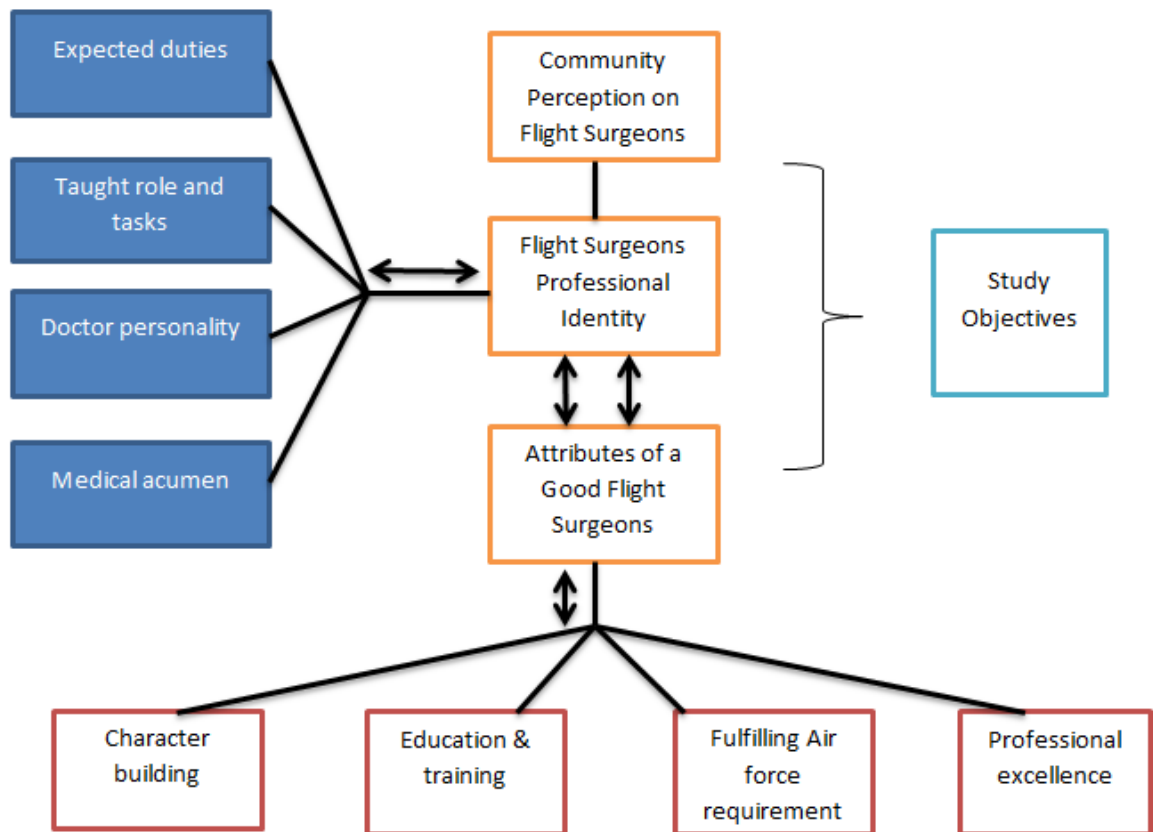 Expected duties
Taught role and
tasks
Doctor personality
Medical acumen
Community
Perception on
Flight Surgeons
Flight Surgeons
Professional
Identity
Attributes of a
Good Flight
Surgeons
Study
Objectives
Character
building
Education &
training
Fulfilling Air
force
requirement
Professional
excellence